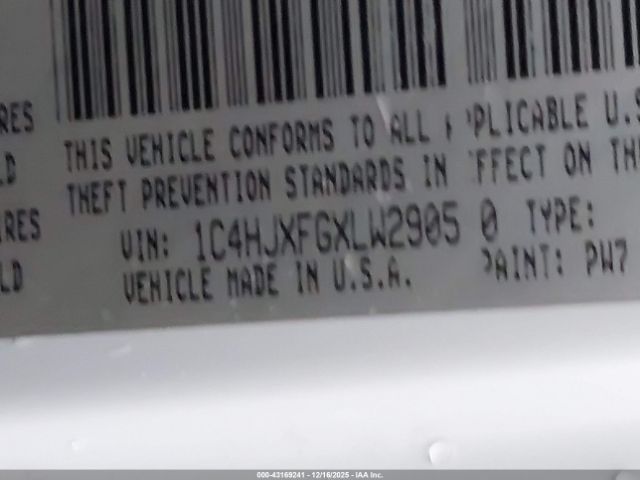 RES
LD
THIS VEHICLE CONFORMS TO ALL PLICABLE U.S
THEFT PREVENTION STANDARDS IN FFECT ON TH
IRES
LD
VIN: 1C4HJXFGXLW2905 0 TYPE:
VEHICLE MADE IN U.S.A. PAINT: PW7
000-43169241 - 12/16/2025 - IAA Inc.